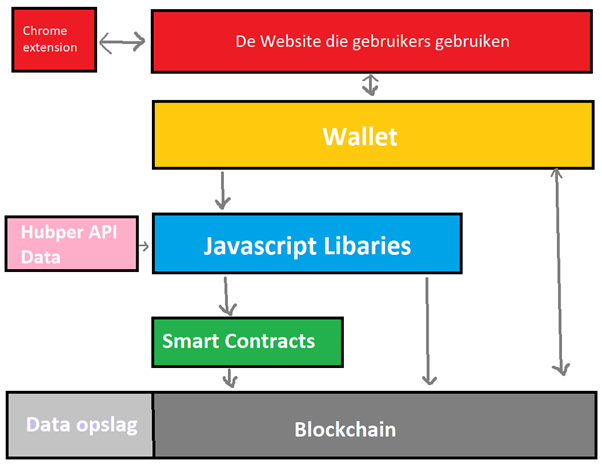 Chrome
extension
De Website die gebruikers gebruiken
Wallet
Hubper API
Data
Javascript Libaries
Smart Contracts
Data opslag
Blockchain